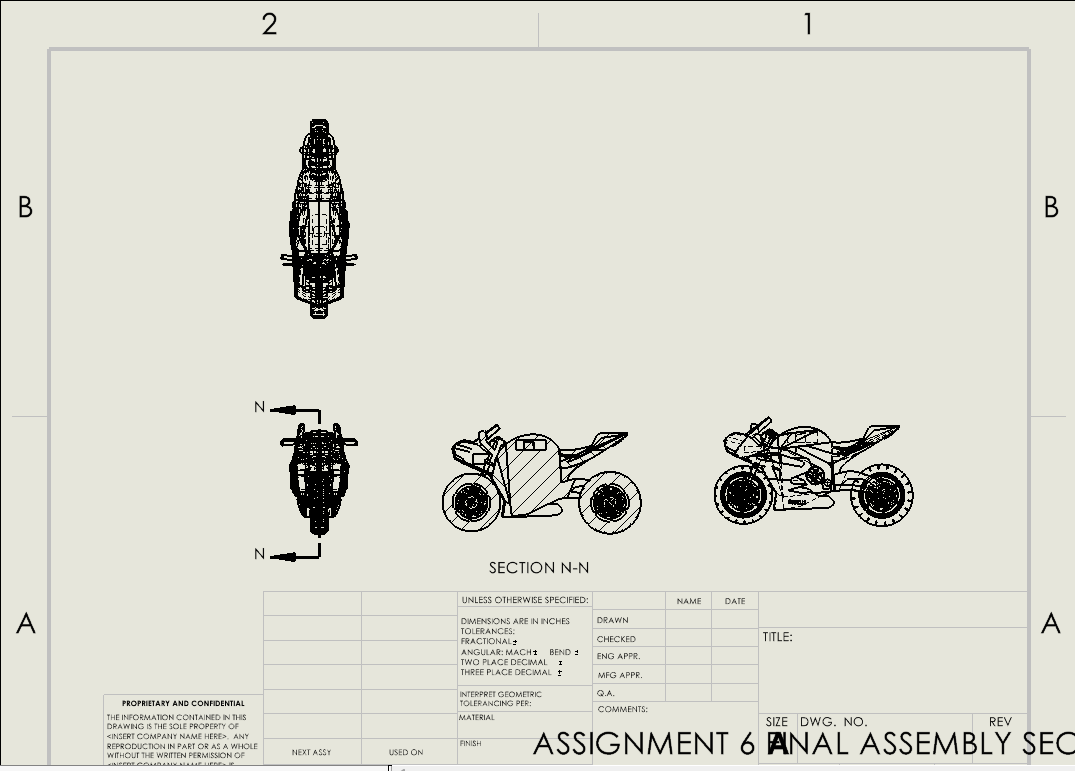 2 1
B B
N
N
SECTION N-N
A A
UNLESS OTHERWISE SPECIFIED:
DIMENSIONS ARE IN INCHES
TOLERANCES:
FRACTIONAL ±
ANGULAR: MACH ± BEND ±
TWO PLACE DECIMAL ±
THREE PLACE DECIMAL ±
INTERPRET GEOMETRIC
TOLERANCING PER:
MATERIAL
FINISH
NAME DATE
DRAWN
CHECKED
ENG APPR.
MFG APPR.
Q.A.
COMMENTS:
TITLE:
SIZE DWG. NO. REV
A
ASSIGNMENT 6 FINAL ASSEMBLY SEC
PROPRIETARY AND CONFIDENTIAL
THE INFORMATION CONTAINED IN THIS
DRAWING IS THE SOLE PROPERTY OF
<INSERT COMPANY NAME HERE>. ANY
REPRODUCTION IN PART OR AS A WHOLE
WITHOUT THE WRITTEN PERMISSION OF
<INSERT COMPANY NAME HERE> IS
NEXT ASSY USED ON